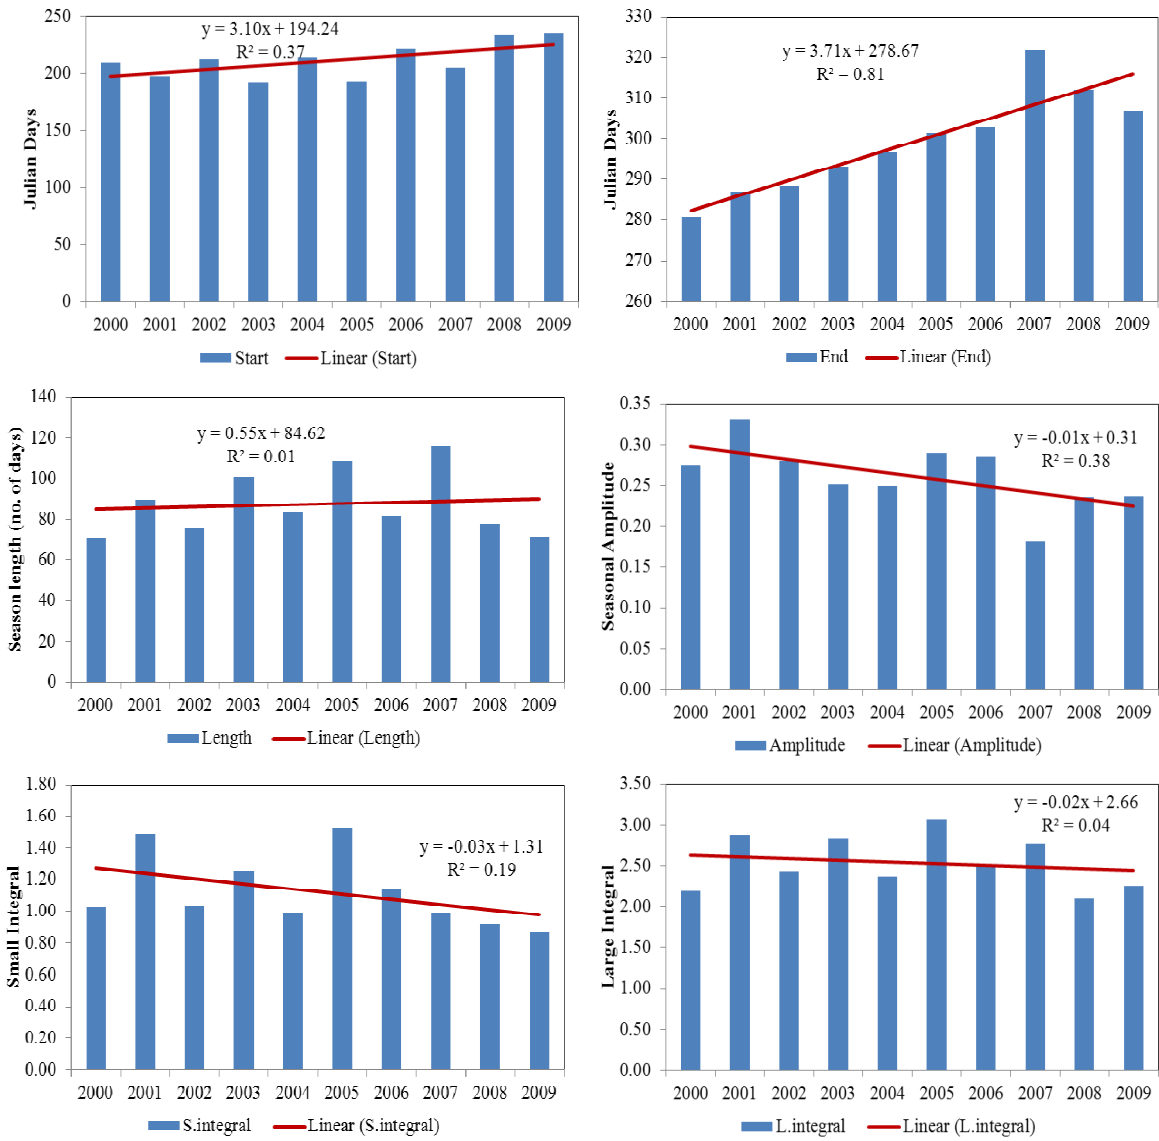 250
200
150
100
50
0
Julian Days
y = 3.10x + 194.24
R² = 0.37
2000 2001 2002 2003 2004 2005 2006 2007 2008 2009
Start Linear (Start)
330
320
310
300
290
280
270
260
Julian Days
y = 3.71x + 278.67
R² = 0.81
2000 2001 2002 2003 2004 2005 2006 2007 2008 2009
End Linear (End)
140
120
100
80
60
40
20
0
Season length (no. of days)
y = 0.55x + 84.62
R² = 0.01
2000 2001 2002 2003 2004 2005 2006 2007 2008 2009
Length Linear (Length)
0.35
0.30
0.25
0.20
0.15
0.10
0.05
0.00
Seasonal Amplitude
y = -0.01x + 0.31
R² = 0.38
2000 2001 2002 2003 2004 2005 2006 2007 2008 2009
Amplitude Linear (Amplitude)
1.80
1.60
1.40
1.20
1.00
0.80
0.60
0.40
0.20
0.00
Small Integral
y = -0.03x + 1.31
R² = 0.19
2000 2001 2002 2003 2004 2005 2006 2007 2008 2009
S.integral Linear (S.integral)
3.50
3.00
2.50
2.00
1.50
1.00
0.50
0.00
Large Integral
y = -0.02x + 2.66
R² = 0.04
2000 2001 2002 2003 2004 2005 2006 2007 2008 2009
L.integral Linear (L.integral)